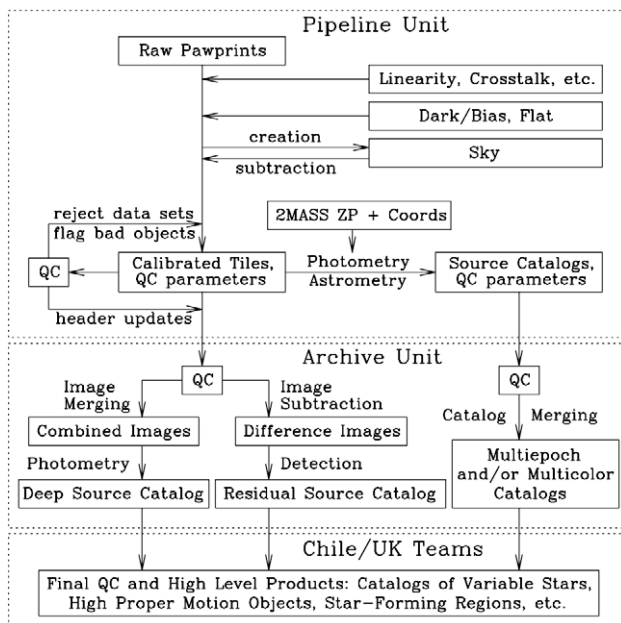 Pipeline Unit
Raw Pawprints
Linearity, Crosstalk, etc.
Dark/Bias, Flat
creation
Sky
subtraction
reject data sets
flag bad objects
2MASS ZP + Coords
QC
Calibrated Tiles,
QC parameters
Photometry
Astrometry
Source Catalogs,
QC parameters
header updates
Archive Unit
QC
QC
Image
Merging
Image
Subtraction
Catalog
Merging
Combined Images
Difference Images
Multiepoch
and/or Multicolor
Catalogs
Photometry
Detection
Deep Source Catalog
Residual Source Catalog
Chile/UK Teams
Final QC and High Level Products: Catalogs of Variable Stars,
High Proper Motion Objects, Star-Forming Regions, etc.